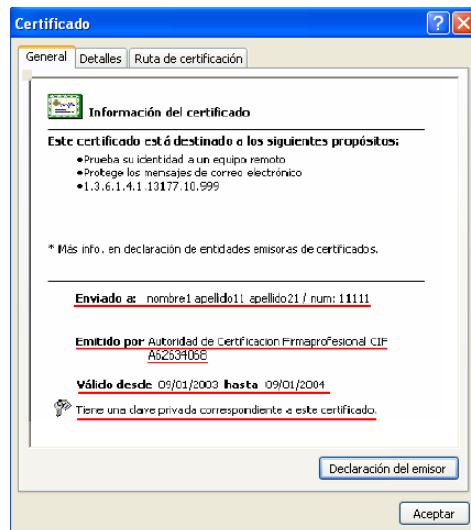 Certificado
General Detalles Ruta de certificación
Información del certificado
Este certificado está destinado a los siguientes propósitos:
•Prueba su identidad a un equipo remoto
•Protege los mensajes de correo electrónico
•1.3.6.1.4.1.13177.10.999
* Más info. en declaración de entidades emisoras de certificados.
Enviado a: nombre1 apellido11 apellido21 / num: 11111
Emitido por Autoridad de Certificacion Firmaprofesional CIF
A62634068
Válido desde 09/01/2003 hasta 09/01/2004
Tiene una clave privada correspondiente a este certificado.
Declaración del emisor
Aceptar